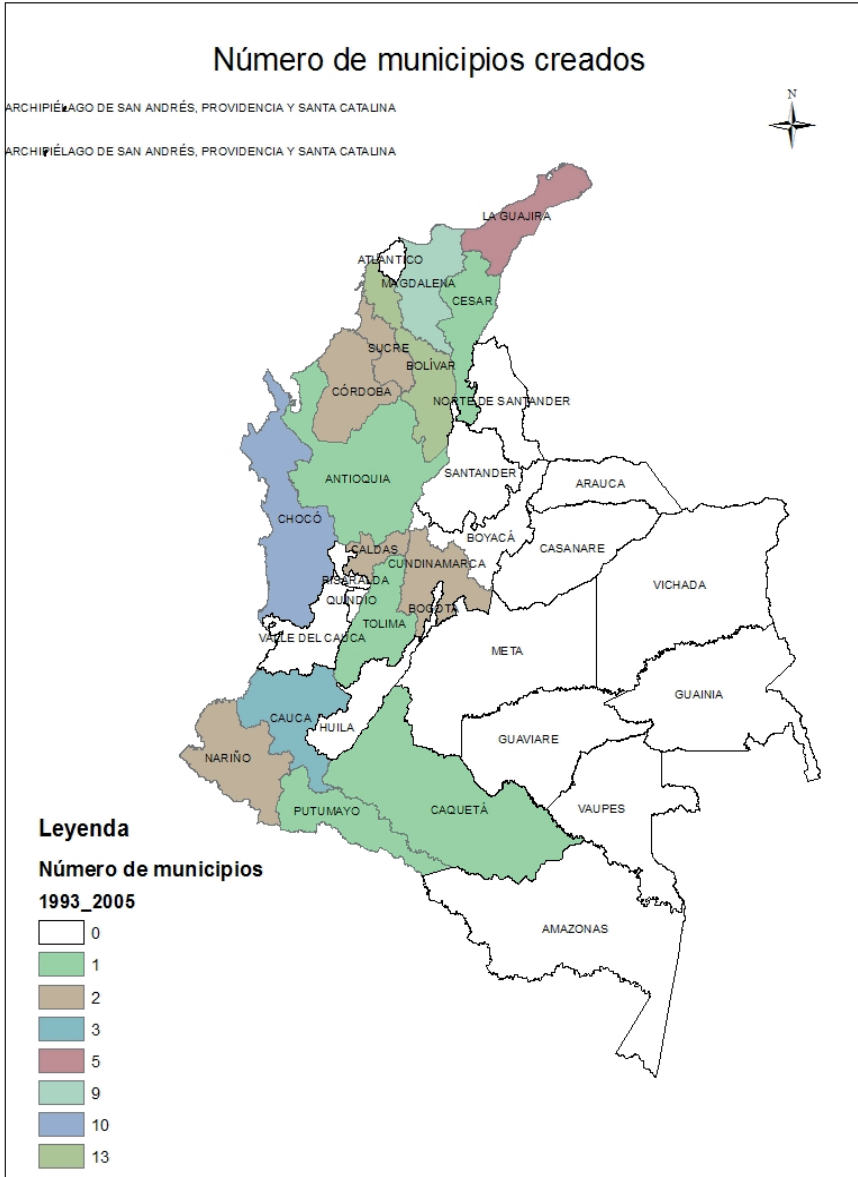 Número de municipios creados
N
ARCHIPIÉLAGO DE SAN ANDRÉS, PROVIDENCIA Y SANTA CATALINA
ARCHIPIÉLAGO DE SAN ANDRÉS, PROVIDENCIA Y SANTA CATALINA
LA GUAJIRA
ATLANTICO
MAGDALENA
CESAR
SUCRE
BOLÍVAR
CÓRDOBA
NORTE DE SANTANDER
SANTANDER
ANTIOQUIA
ARAUCA
CHOCÓ
BOYACÁ
CALDAS
CASANARE
CUNDINAMARCA
RISARALDA
VICHADA
QUINDIO
BOGOTÁ
TOLIMA
VALLE DEL CAUCA
META
GUAINIA
CAUCA
HUILA
GUAVIARE
NARIÑO
PUTUMAYO
CAQUETÁ
VAUPES
AMAZONAS
Leyenda
Número de municipios
1993_2005
0
1
2
3
5
9
10
13